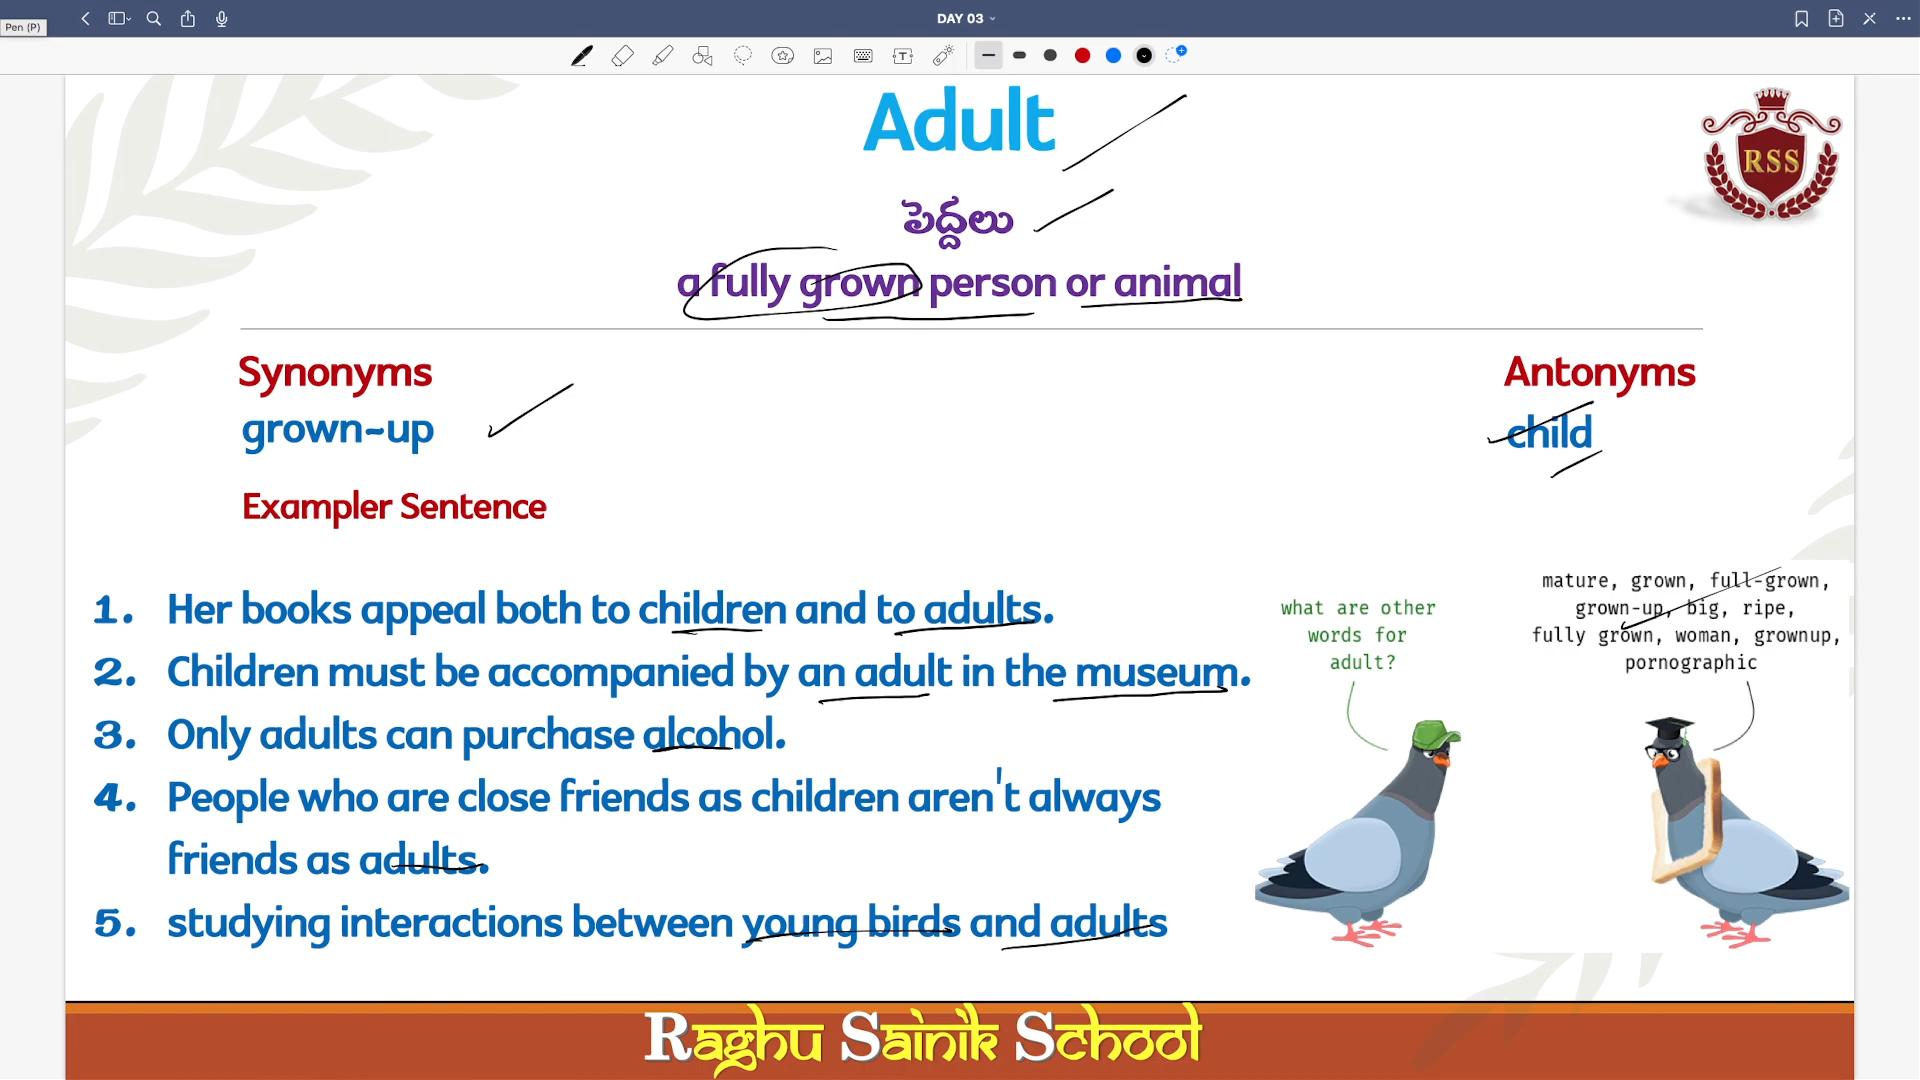 DAY 03
Pen (P)
Adult
RSS
పెద్దలు
a fully grown person or animal
Synonyms
Antonyms
grown-up
child
Exampler Sentence
1. Her books appeal both to children and to adults.
2. Children must be accompanied by an adult in the museum.
3. Only adults can purchase alcohol.
4. People who are close friends as children aren't always
friends as adults.
5. studying interactions between young birds and adults
what are other
words for
adult?
mature, grown, full-grown,
grown-up, big, ripe,
fully grown, woman, grownup,
pornographic
Raghu Sainik School